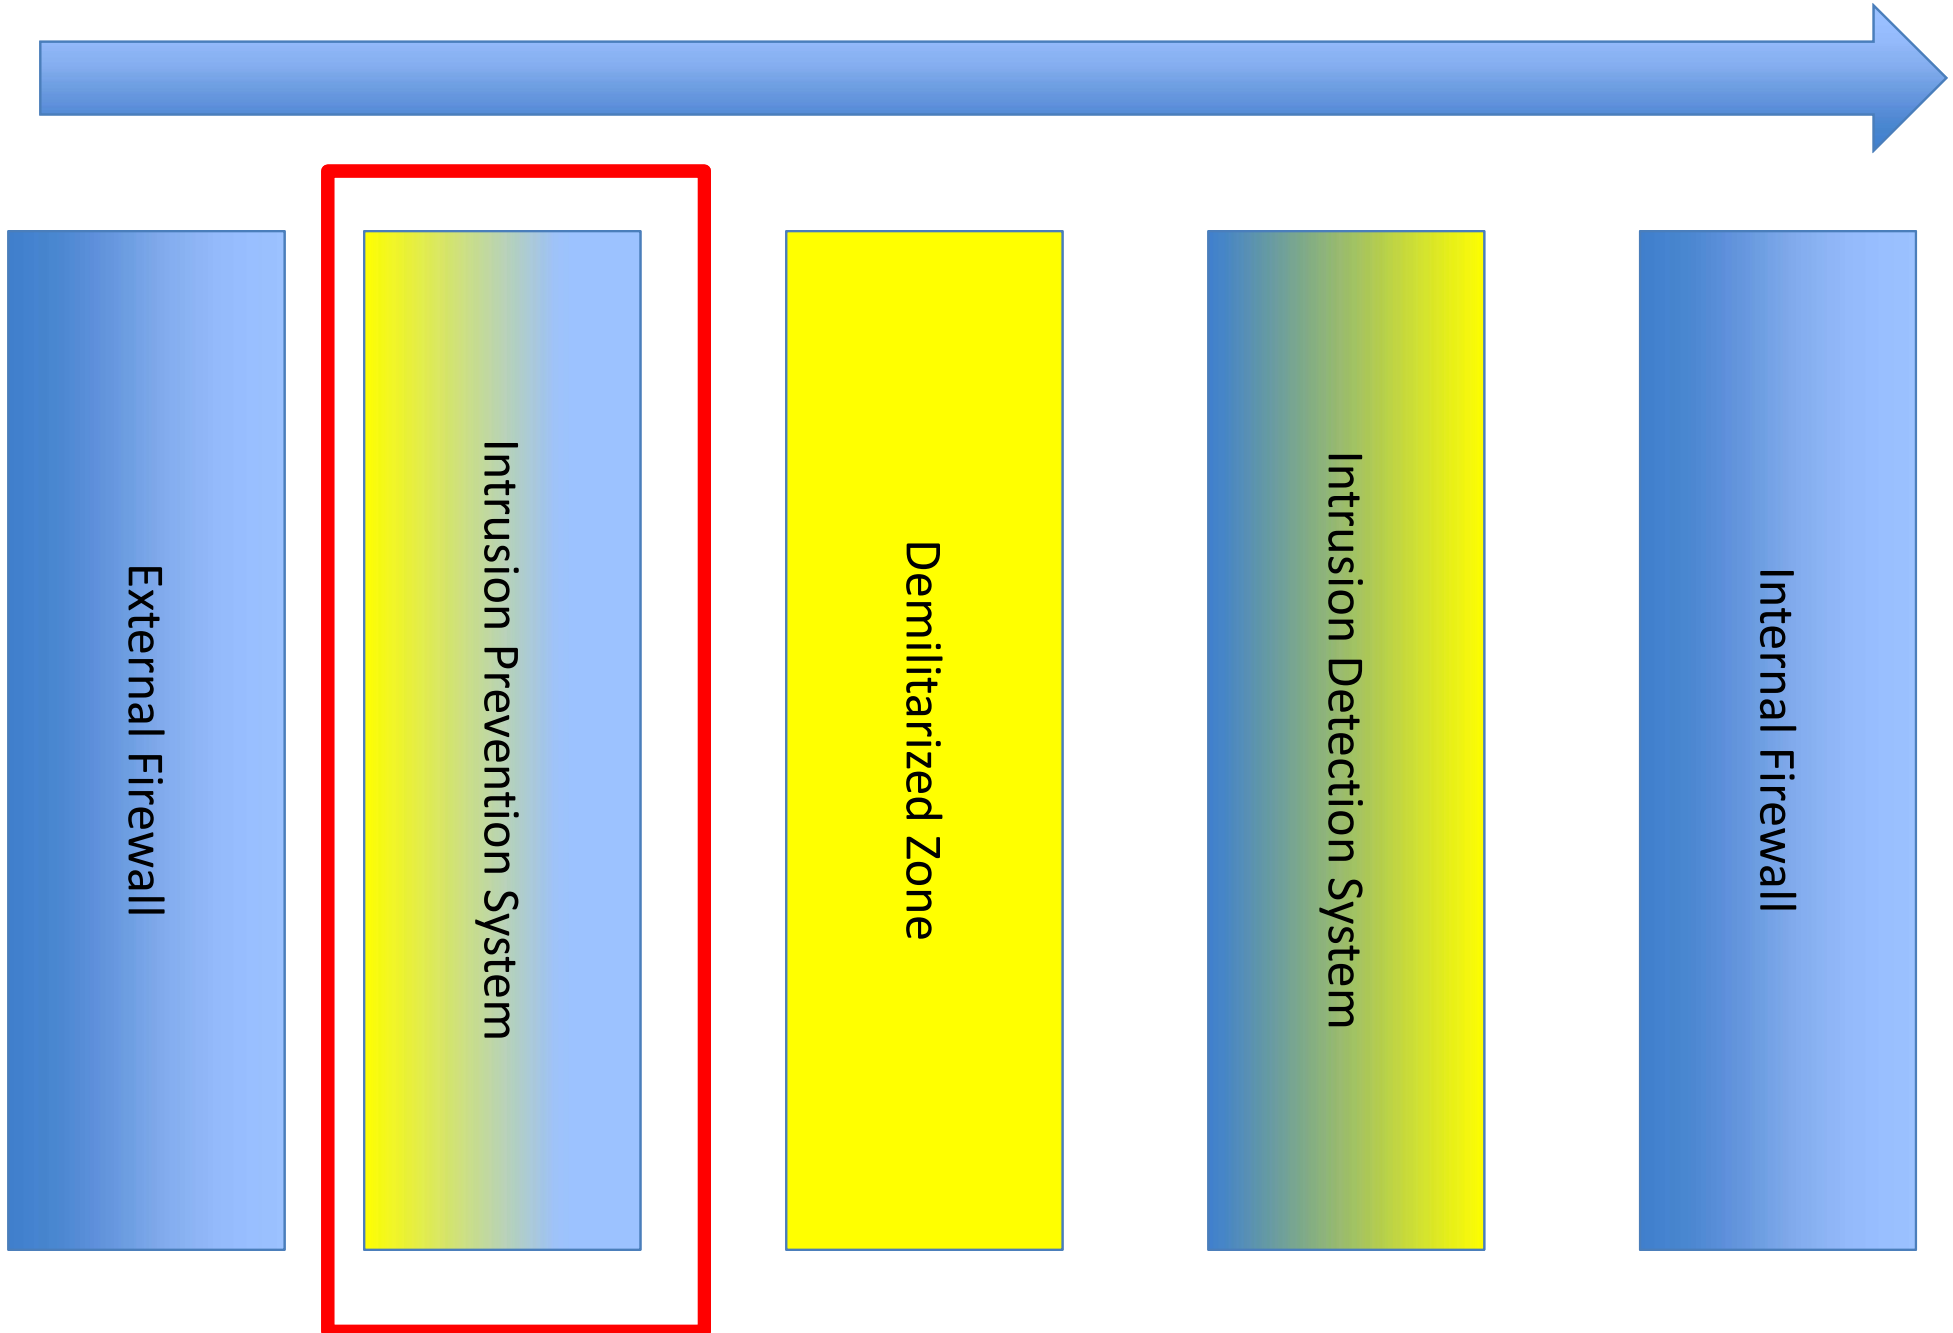 External Firewall
Intrusion Prevention System
Demilitarized Zone
Intrusion Detection System
Internal Firewall